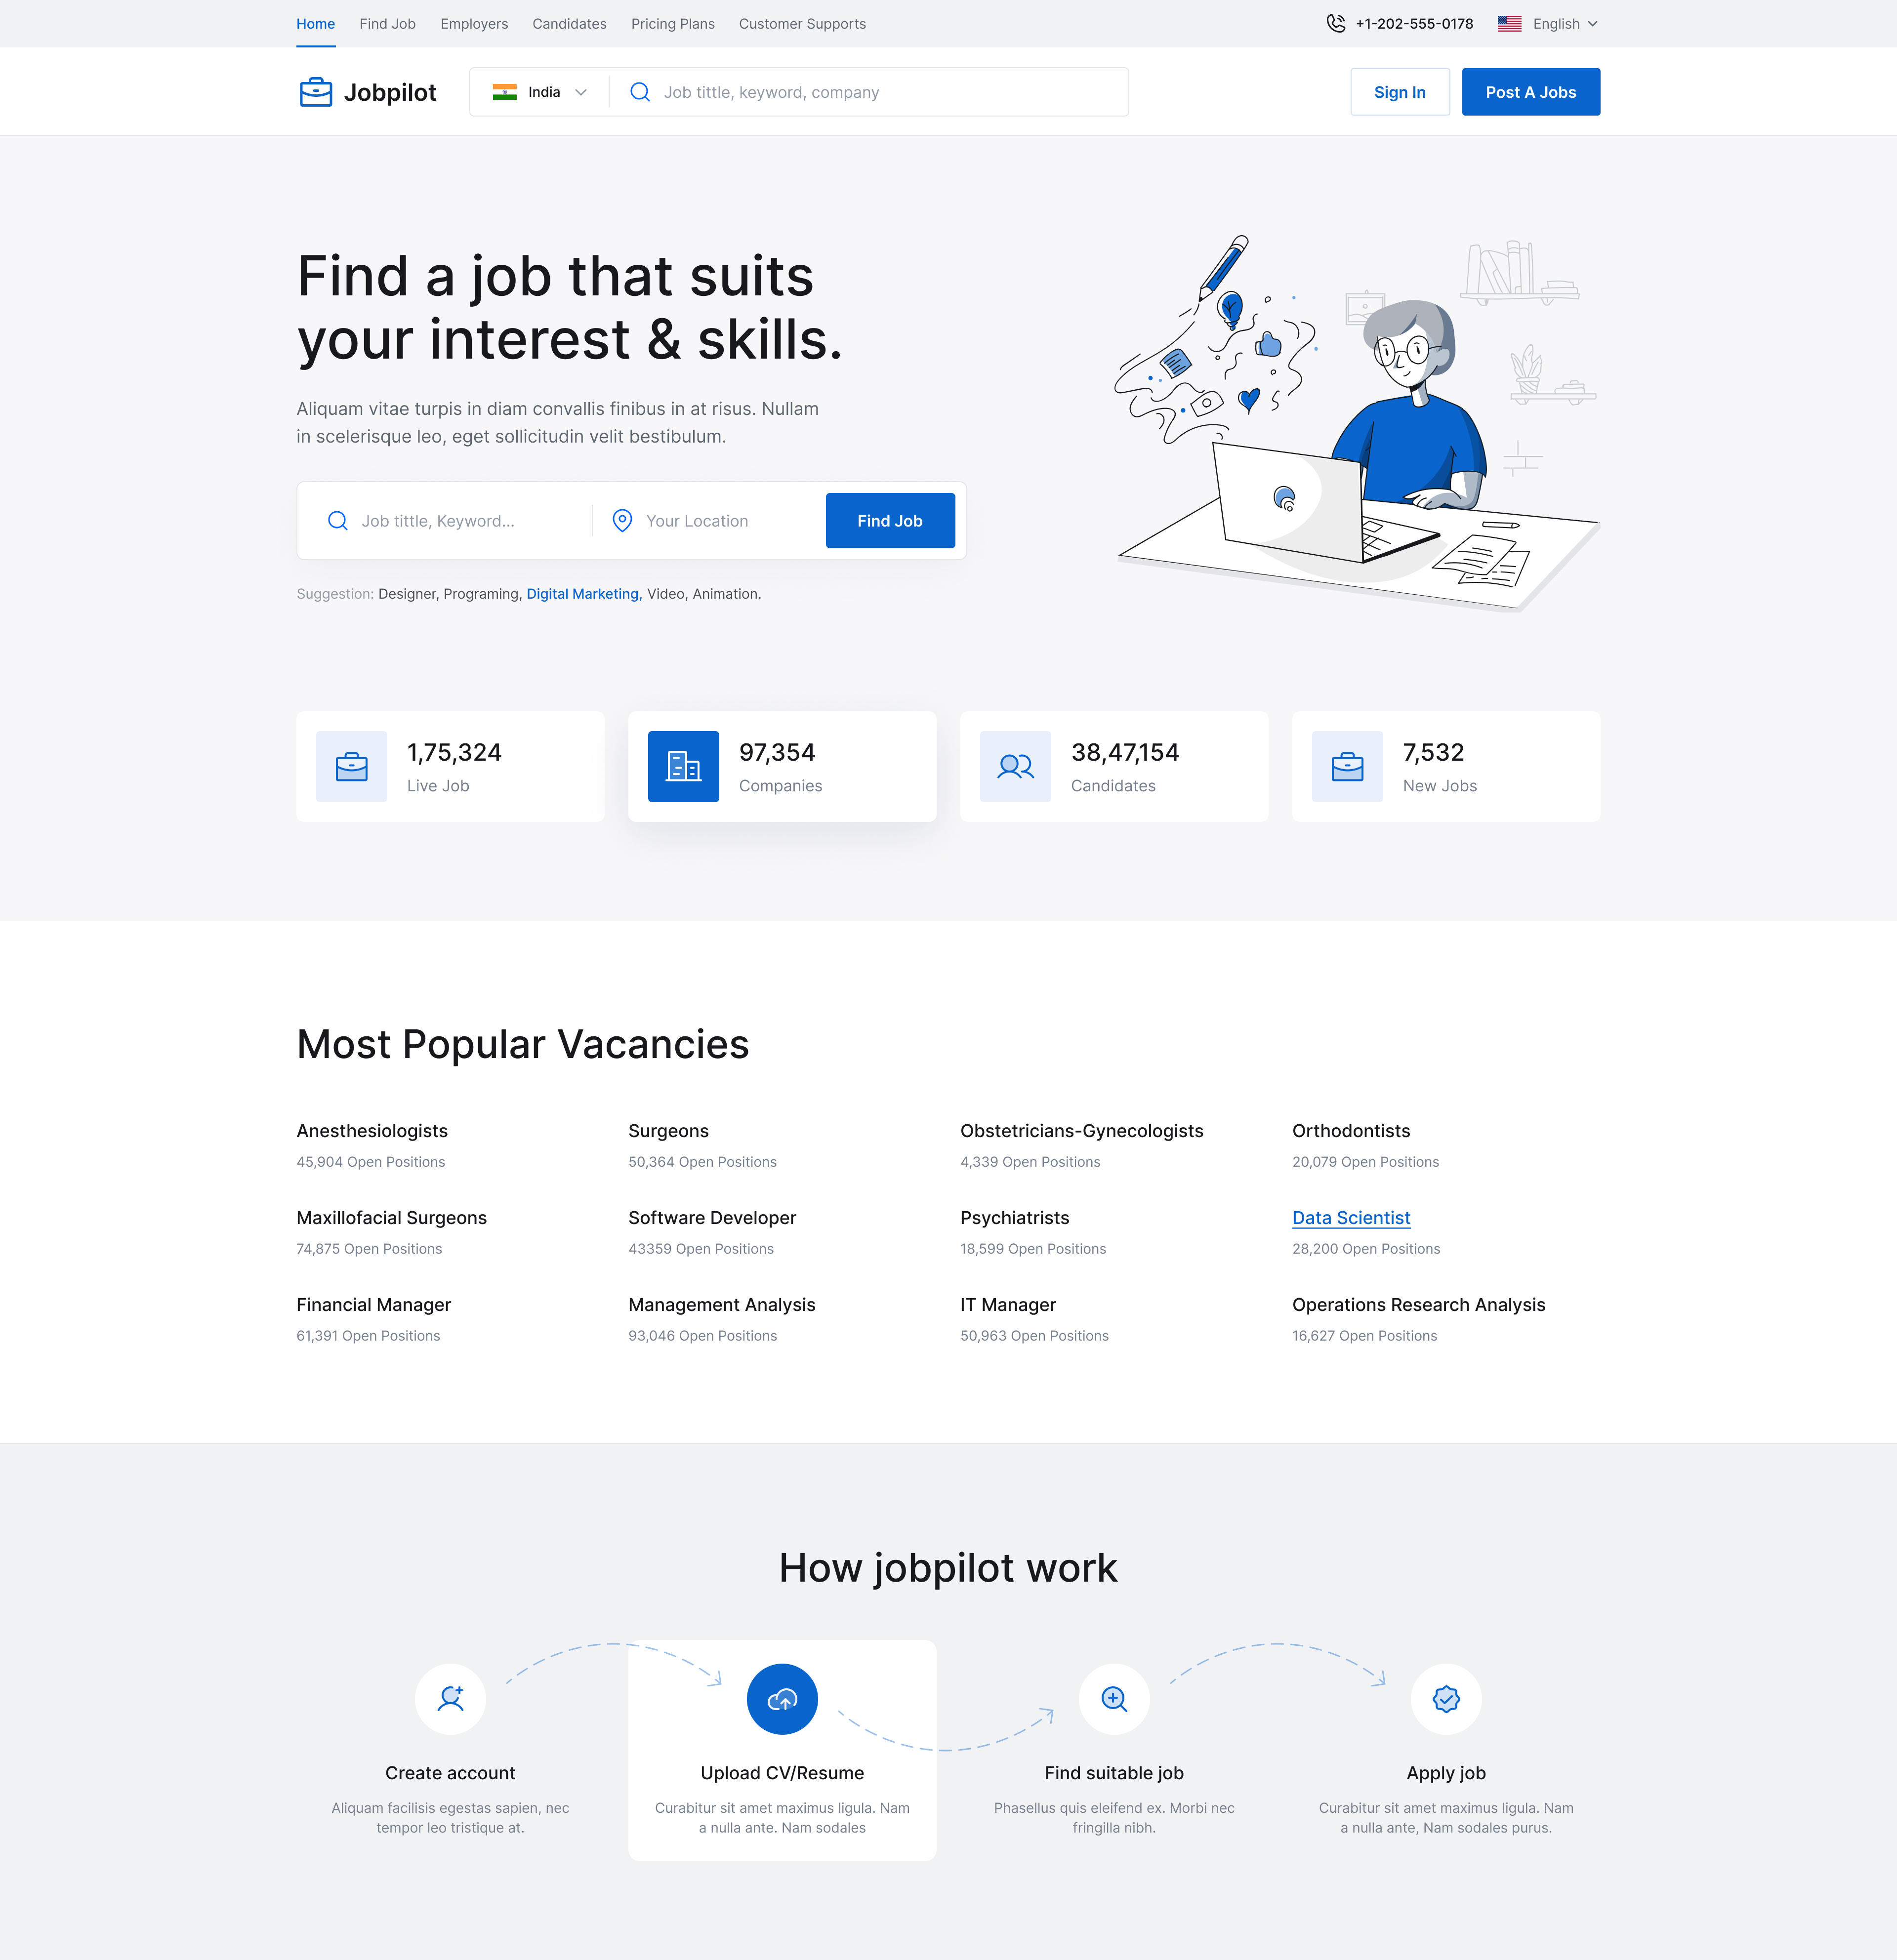 Home Find Job Employers Candidates Pricing Plans Customer Supports +1-202-555-0178 English
Jobpilot India Job tittle, keyword, company Sign In Post A Jobs
Find a job that suits
your interest & skills.
Aliquam vitae turpis in diam convallis finibus in at risus. Nullam
in scelerisque leo, eget sollicitudin velit bestibulum.
Job tittle, Keyword... Your Location Find Job
Suggestion: Designer, Programing, Digital Marketing, Video, Animation.
1,75,324
Live Job
97,354
Companies
38,47,154
Candidates
7,532
New Jobs
Most Popular Vacancies
Anesthesiologists
45,904 Open Positions
Surgeons
50,364 Open Positions
Obstetricians-Gynecologists
4,339 Open Positions
Orthodontists
20,079 Open Positions
Maxillofacial Surgeons
74,875 Open Positions
Software Developer
43359 Open Positions
Psychiatrists
18,599 Open Positions
Data Scientist
28,200 Open Positions
Financial Manager
61,391 Open Positions
Management Analysis
93,046 Open Positions
IT Manager
50,963 Open Positions
Operations Research Analysis
16,627 Open Positions
How jobpilot work
Create account
Aliquam facilisis egestas sapien, nec
tempor leo tristique at.
Upload CV/Resume
Curabitur sit amet maximus ligula. Nam
a nulla ante. Nam sodales
Find suitable job
Phasellus quis eleifend ex. Morbi nec
fringilla nibh.
Apply job
Curabitur sit amet maximus ligula. Nam
a nulla ante, Nam sodales purus.